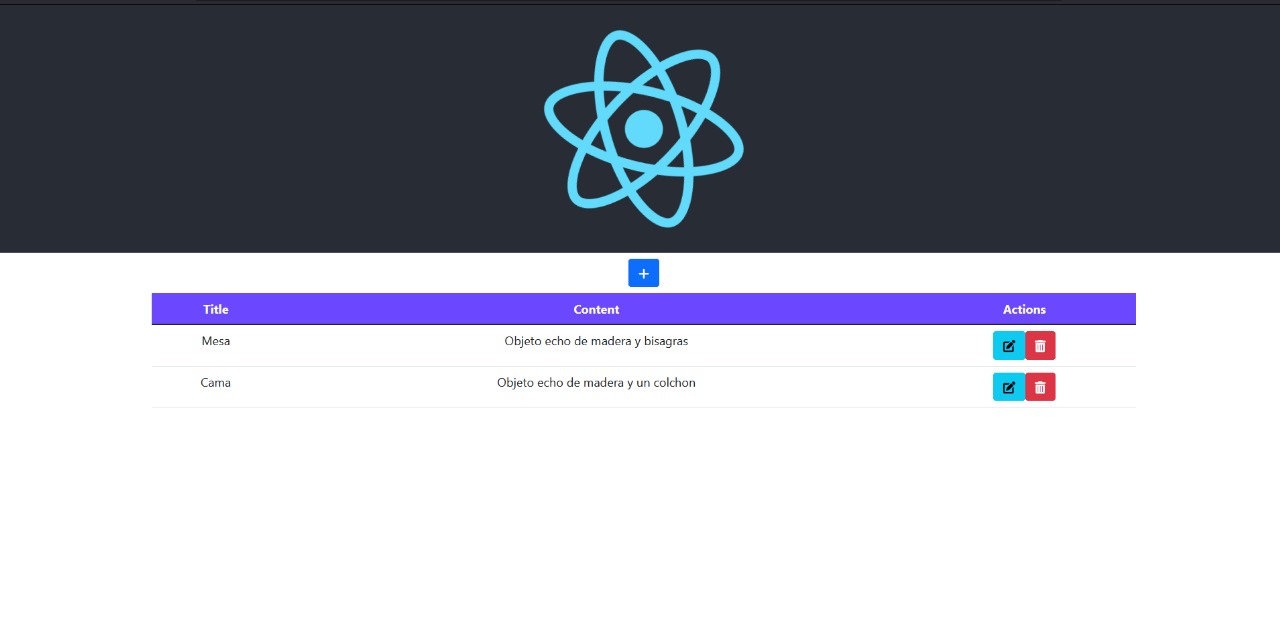 +
Title Content Actions
Mesa Objeto echo de madera y bisagras
Cama Objeto echo de madera y un colchon